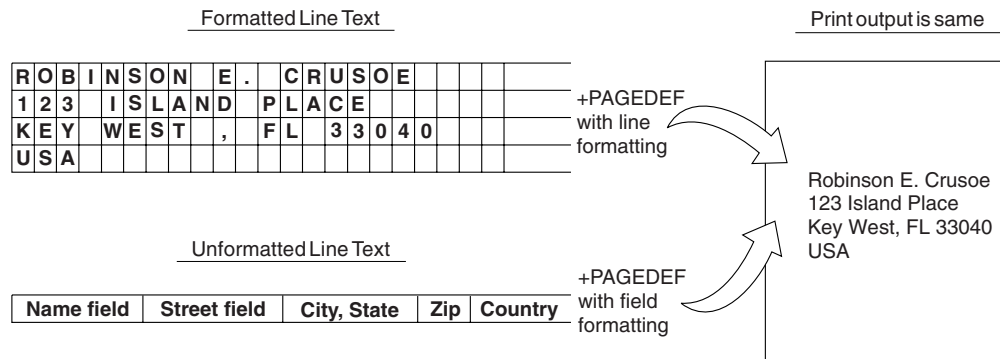 Formatted Line Text
ROBINSON E. CRUSOE
123 ISLAND PLACE
KEY WEST , FL 33040
USA
+PAGEDEF
with line
formatting
Print output is same
Robinson E. Crusoe
123 Island Place
Key West, FL 33040
USA
Unformatted Line Text
Name field Street field City, State Zip Country
+PAGEDEF
with field
formatting